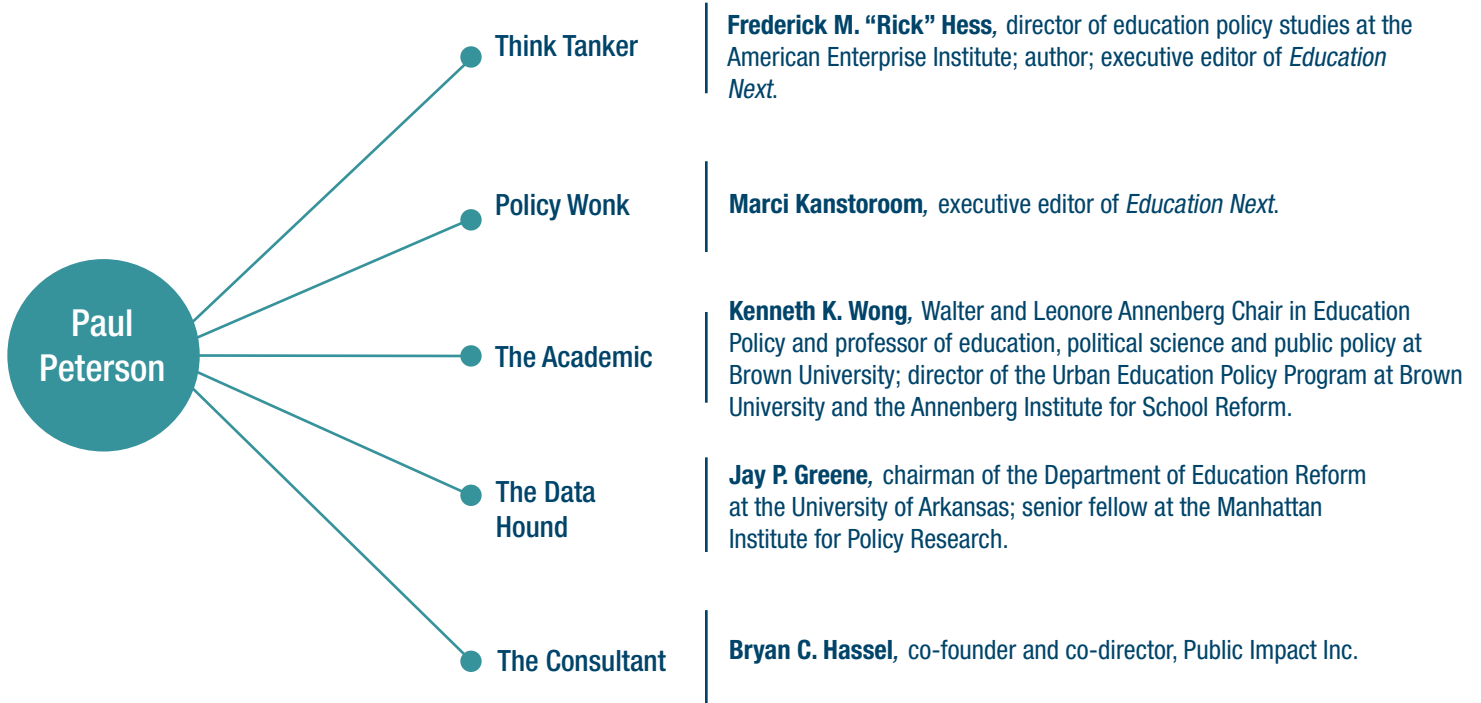 Paul
Peterson
Think Tanker
Frederick M. “Rick” Hess, director of education policy studies at the
American Enterprise Institute; author; executive editor of Education
Next.
Policy Wonk
Marci Kanstoroom, executive editor of Education Next.
The Academic
Kenneth K. Wong, Walter and Leonore Annenberg Chair in Education
Policy and professor of education, political science and public policy at
Brown University; director of the Urban Education Policy Program at Brown
University and the Annenberg Institute for School Reform.
The Data
Hound
Jay P. Greene, chairman of the Department of Education Reform
at the University of Arkansas; senior fellow at the Manhattan
Institute for Policy Research.
The Consultant
Bryan C. Hassel, co-founder and co-director, Public Impact Inc.